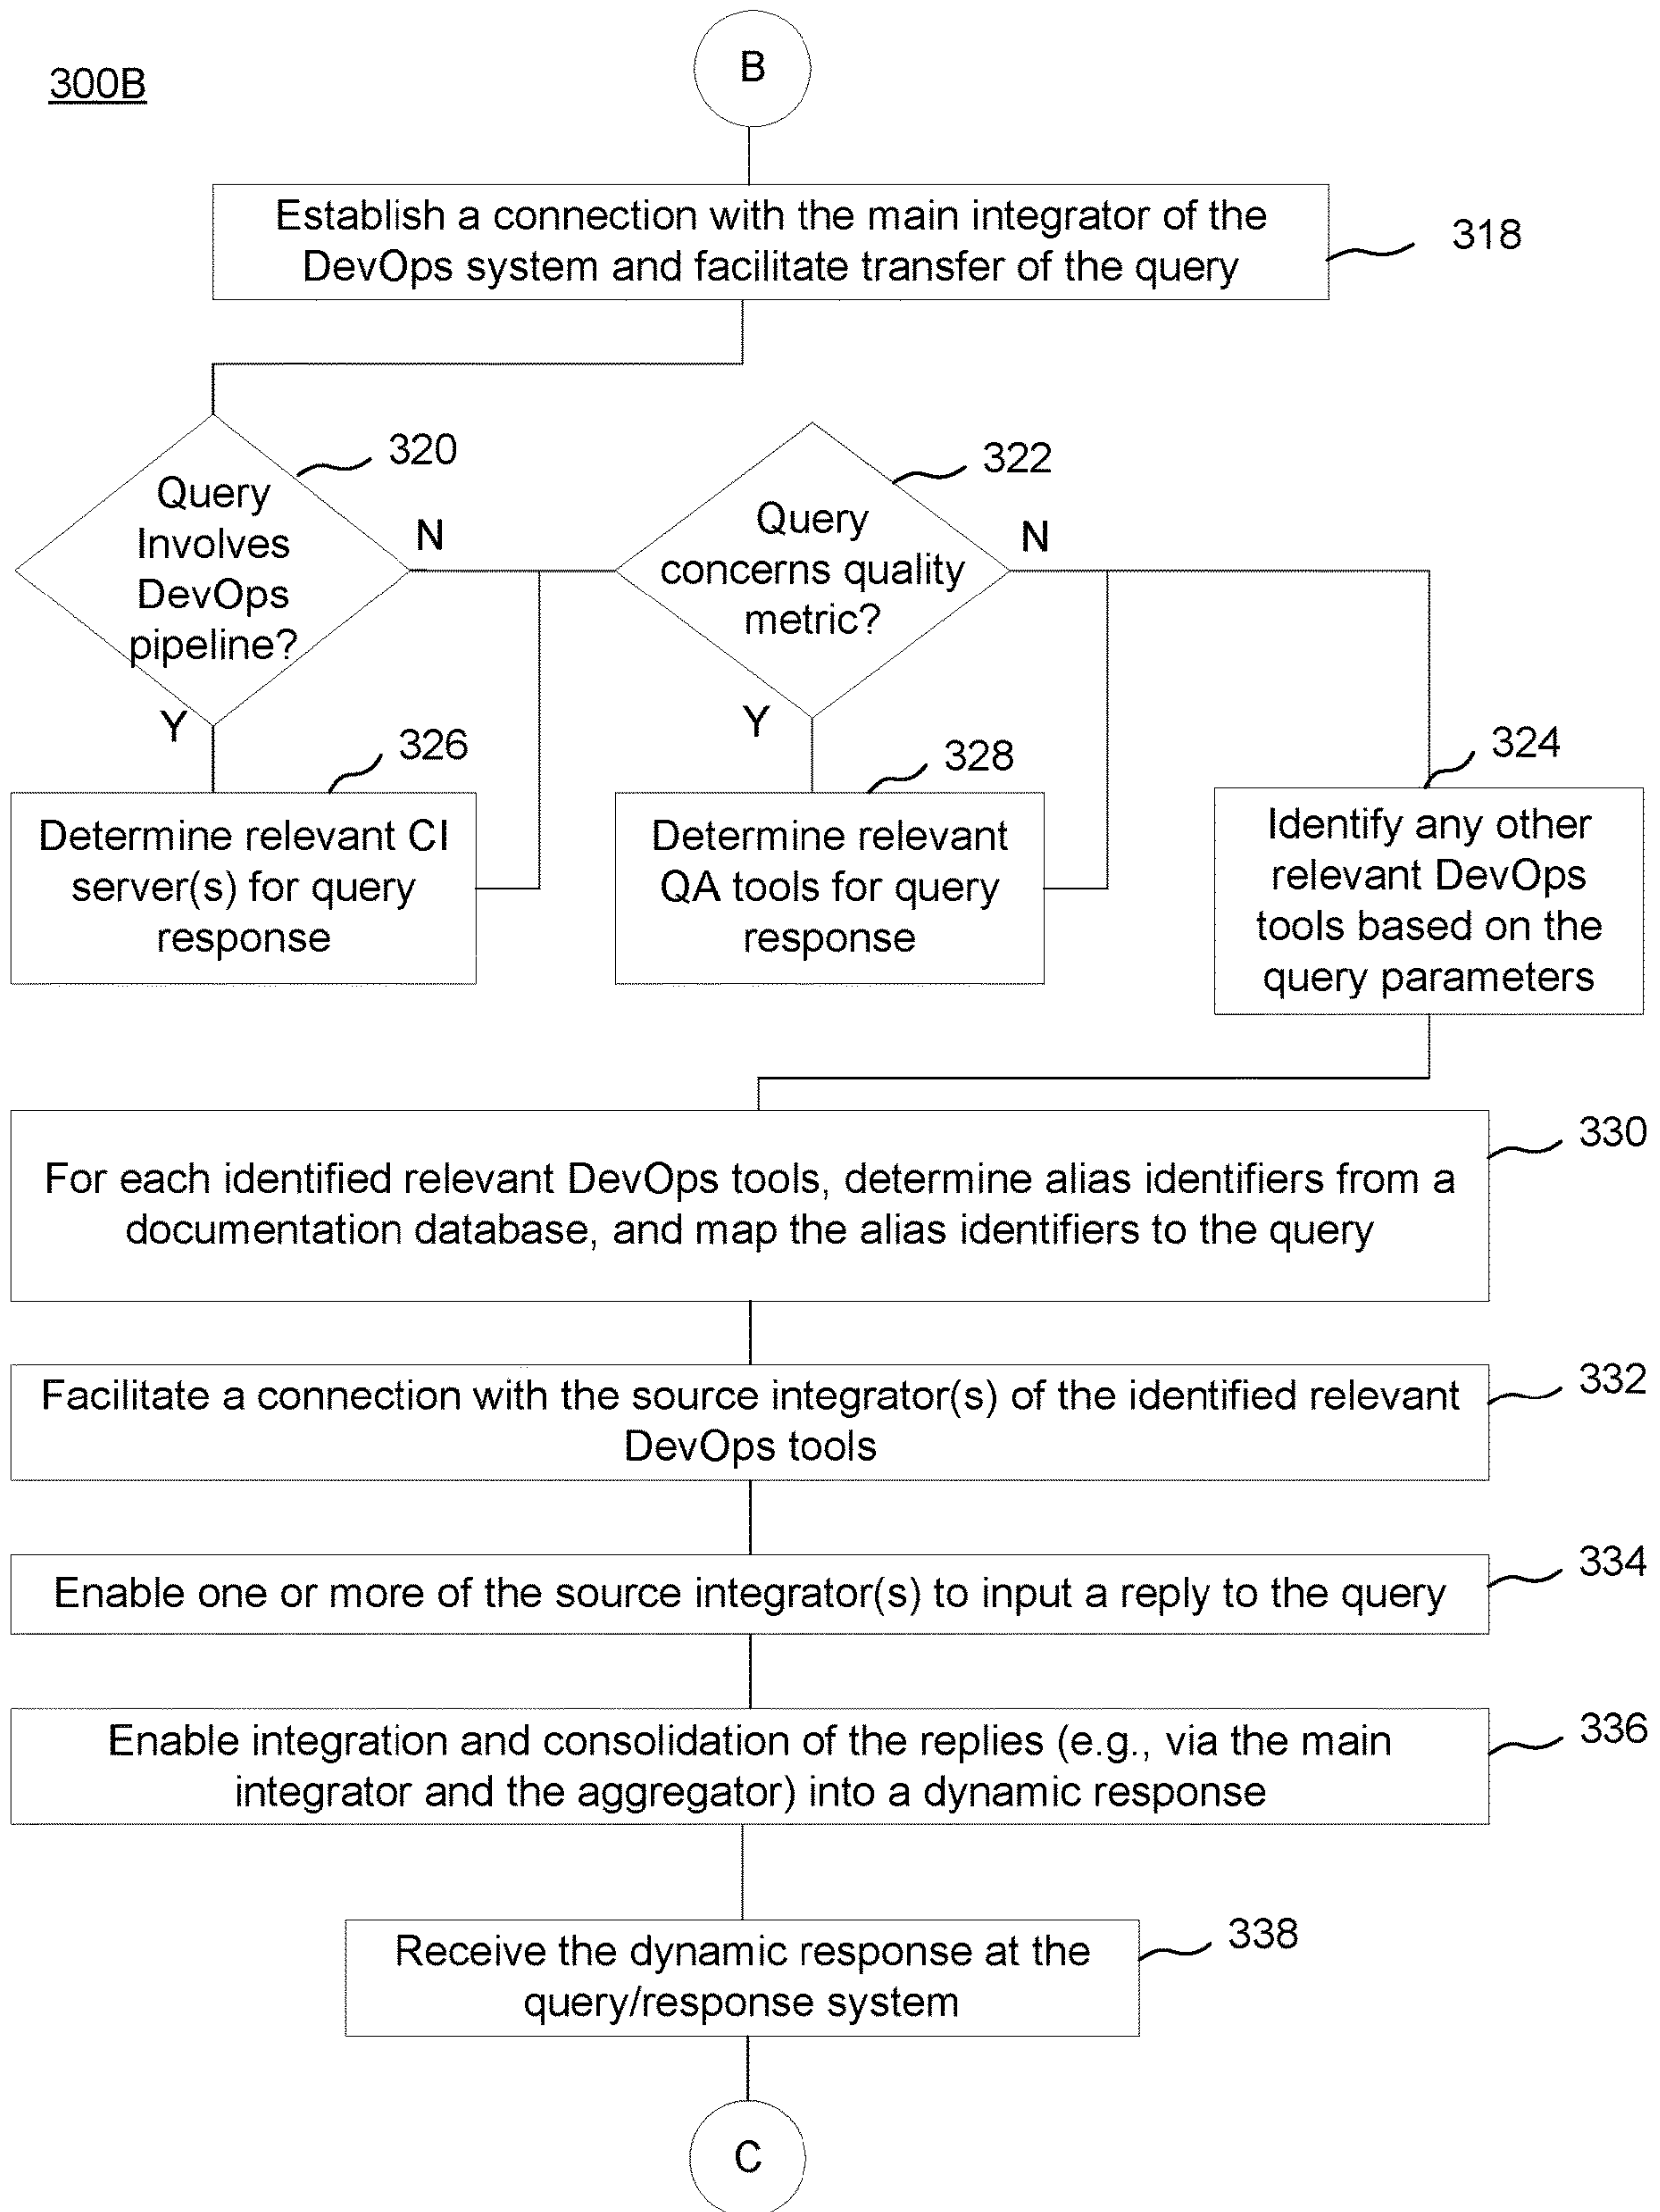 300B
B
Establish a connection with the main integrator of the
DevOps system and facilitate transfer of the query
318
320
Query
Involves
DevOps
pipeline?
N
Y
322
Query
concerns quality
metric?
N
Y
326
Determine relevant CI
server(s) for query
response
328
Determine relevant
QA tools for query
response
324
Identify any other
relevant DevOps
tools based on the
query parameters
330
For each identified relevant DevOps tools, determine alias identifiers from a
documentation database, and map the alias identifiers to the query
332
Facilitate a connection with the source integrator(s) of the identified relevant
DevOps tools
334
Enable one or more of the source integrator(s) to input a reply to the query
336
Enable integration and consolidation of the replies (e.g., via the main
integrator and the aggregator) into a dynamic response
338
Receive the dynamic response at the
query/response system
C